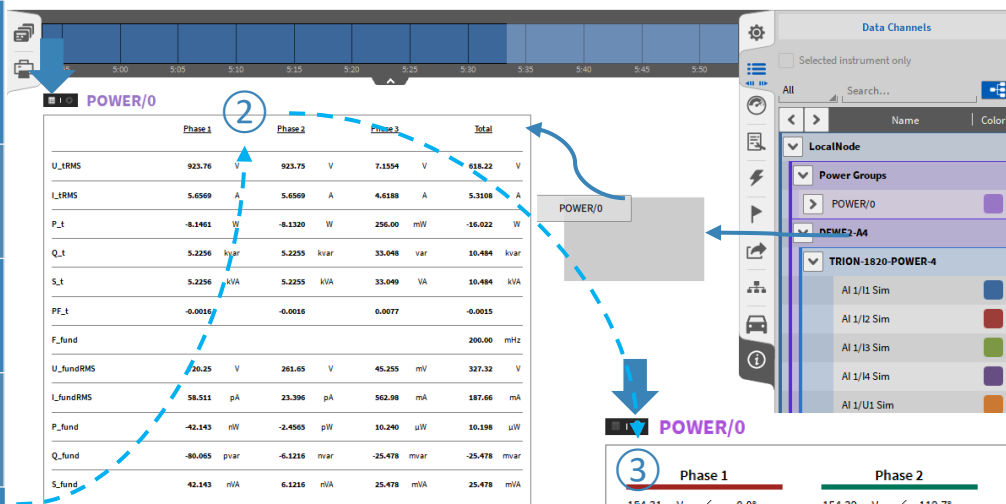 Data Channels
Selected instrument only
All
Search...
Name
Color
LocalNode
Power Groups
POWER/0
DEWE2-A4
TRION-1820-POWER-4
AI 1/I1 Sim
AI 1/I2 Sim
AI 1/I3 Sim
AI 1/I4 Sim
AI 1/U1 Sim
5:00 5:05 5:10 5:15 5:20 5:25 5:30 5:35 5:40 5:45 5:50
POWER/0
2
Phase 1 Phase 2 Phase 3 Total
U_tRMS 923.76 V 923.75 V 7.1554 V 618.22 V
I_tRMS 5.6569 A 5.6569 A 4.6188 A 5.3108 A
P_t -8.1461 W -8.1320 W 256.00 mW -16.022 W
Q_t 5.2256 kvar 5.2255 kvar 33.048 var 10.484 kvar
S_t 5.2256 kVA 5.2255 kVA 33.049 VA 10.484 kVA
PF_t -0.0016 -0.0016 0.0077 -0.0015
F_fund 200.00 mHz
U_fundRMS 20.25 V 261.65 V 45.255 mV 327.32 V
I_fundRMS 58.511 pA 23.396 pA 562.98 mA 187.66 mA
P_fund -42.143 nW -2.4565 pW 10.240 µW 10.198 µW
Q_fund -80.065 pvar -6.1216 nvar -25.478 mvar -25.478 mvar
S_fund 42.143 nVA 6.1216 nVA 25.478 mVA 25.478 mVA
POWER/0
POWER/0
3
Phase 1 Phase 2